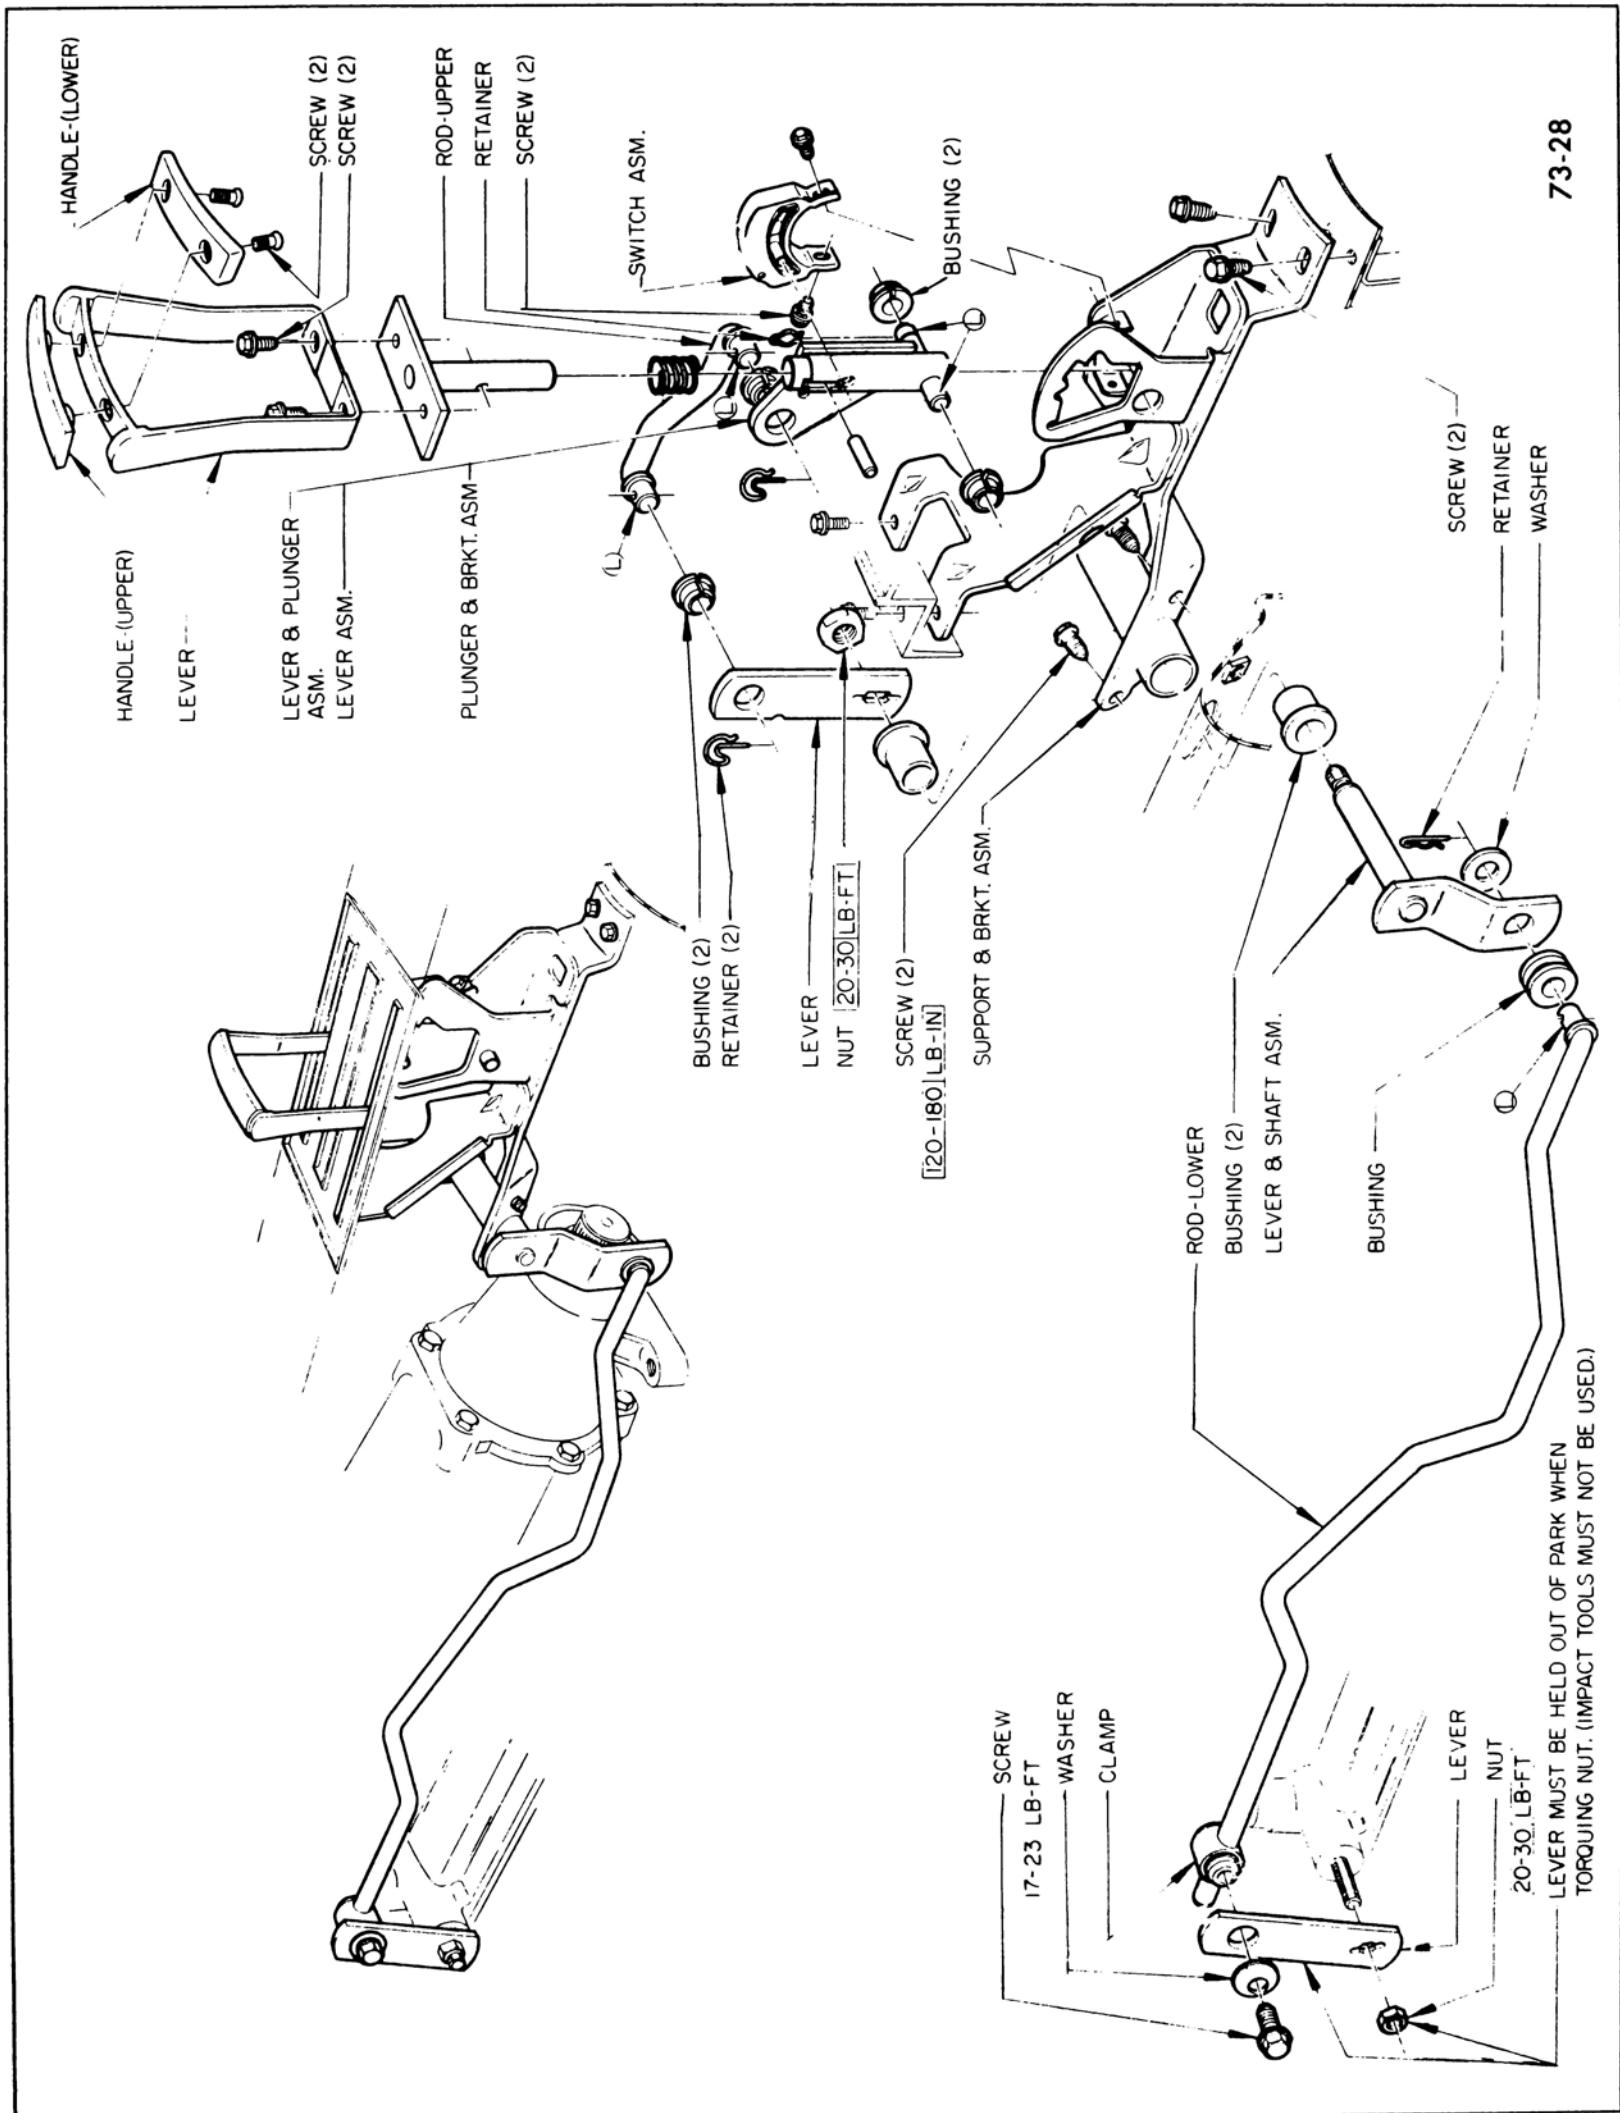 HANDLE-(LOWER)
SCREW (2)
SCREW (2)
ROD-UPPER
RETAINER
SCREW (2)
SWITCH ASM.
BUSHING (2)
HANDLE-(UPPER)
LEVER
LEVER & PLUNGER
ASM.
LEVER ASM.
PLUNGER & BRKT. ASM
(L)
L
L
BUSHING (2)
RETAINER (2)
LEVER
NUT 20-30 LB-FT
SCREW (2)
120-180 LB-IN
SUPPORT & BRKT. ASM.
SCREW (2)
RETAINER
WASHER
ROD-LOWER
BUSHING (2)
LEVER & SHAFT ASM.
BUSHING
L
SCREW
17-23 LB-FT
WASHER
CLAMP
LEVER
NUT
20-30 LB-FT
LEVER MUST BE HELD OUT OF PARK WHEN
TORQUING NUT. (IMPACT TOOLS MUST NOT BE USED.)
73-28